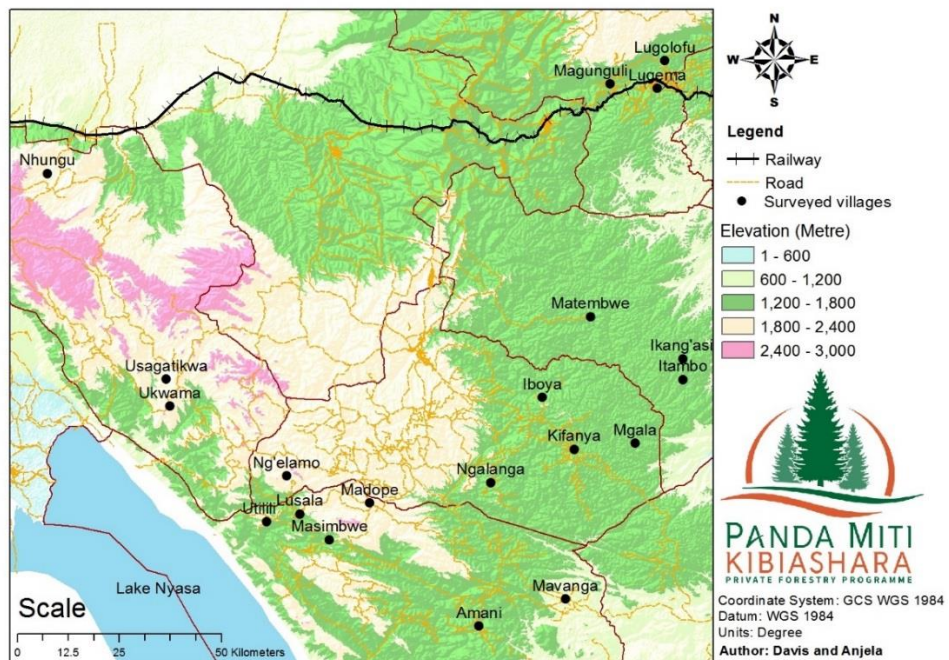 Lugolofu
Magunguli
Lugema
Nhungu
Matembwe
Ikang'asi
Itambo
Usagatikwa
Ukwama
Iboya
Kifanya
Mgala
Ng'elamo
Ngalanga
Utilili
Lusala
Madope
Masimbwe
Mavanga
Amani
Lake Nyasa
Scale
0 12.5 25 50 Kilometers
N
W E
S
Legend
Railway
Road
Surveyed villages
Elevation (Metre)
1 - 600
600 - 1,200
1,200 - 1,800
1,800 - 2,400
2,400 - 3,000
PANDA MITI
KIBIASHARA
PRIVATE FORESTRY PROGRAMME
Coordinate System: GCS WGS 1984
Datum: WGS 1984
Units: Degree
Author: Davis and Anjela